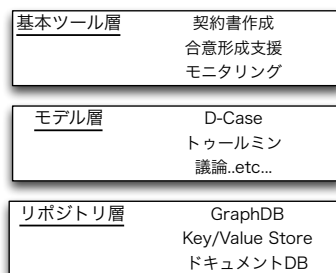 基本ツール層 契約書作成
合意形成支援
モニタリング
モデル層 D-Case
トゥールミン
議論..etc...
リポジトリ層 GraphDB
Key/Value Store
ドキュメントDB